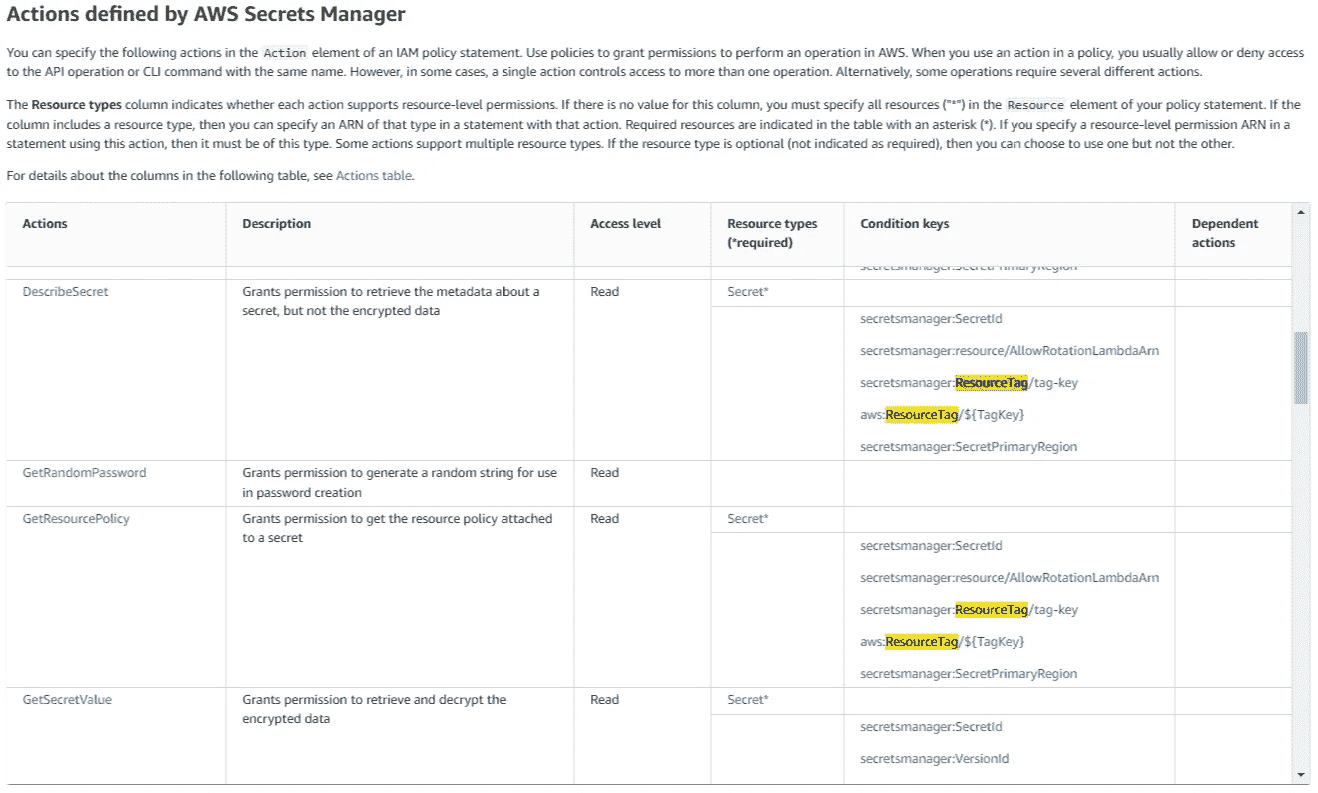 Actions defined by AWS Secrets Manager
You can specify the following actions in the Action element of an IAM policy statement. Use policies to grant permissions to perform an operation in AWS. When you use an action in a policy, you usually allow or deny access
to the API operation or CLI command with the same name. However, in some cases, a single action controls access to more than one operation. Alternatively, some operations require several different actions.
The Resource types column indicates whether each action supports resource-level permissions. If there is no value for this column, you must specify all resources ("*") in the Resource element of your policy statement. If the
column includes a resource type, then you can specify an ARN of that type in a statement with that action. Required resources are indicated in the table with an asterisk (*). If you specify a resource-level permission ARN in a
statement using this action, then it must be of this type. Some actions support multiple resource types. If the resource type is optional (not indicated as required), then you can choose to use one but not the other.
For details about the columns in the following table, see Actions table.
Actions Description Access level Resource types Condition keys Dependent
(*required) actions
secretsmanager:SecretPrimaryRegion
DescribeSecret Grants permission to retrieve the metadata about a Read Secret*
secret, but not the encrypted data
secretsmanager:SecretId
secretsmanager:resource/AllowRotationLambdaArn
secretsmanager:ResourceTag/tag-key
aws:ResourceTag/${TagKey}
secretsmanager:SecretPrimaryRegion
GetRandomPassword Grants permission to generate a random string for use Read
in password creation
GetResourcePolicy Grants permission to get the resource policy attached Read Secret*
to a secret
secretsmanager:SecretId
secretsmanager:resource/AllowRotationLambdaArn
secretsmanager:ResourceTag/tag-key
aws:ResourceTag/${TagKey}
secretsmanager:SecretPrimaryRegion
GetSecretValue Grants permission to retrieve and decrypt the Read Secret*
encrypted data
secretsmanager:SecretId
secretsmanager:VersionId